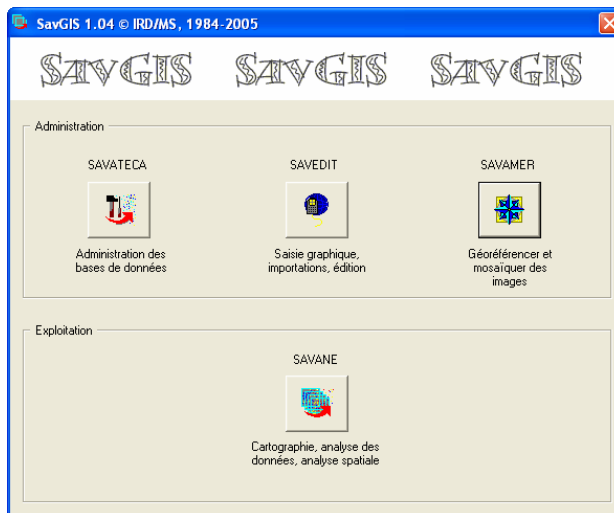 SavGIS 1.04 © IRD/MS, 1984-2005
SAVGIS SAVGIS SAVGIS
Administration
SAVATECA SAVEDIT SAVAMER
Administration des Saisie graphique, Géoréférencer et
bases de données importations, édition mosaïquer des
images
Exploitation
SAVANE
Cartographie, analyse des
données, analyse spatiale